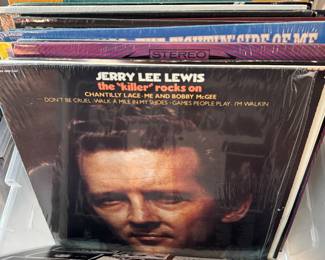 FIGHTIN' SIDE OF ME
STEREO
JERRY LEE LEWIS
the "killer" rocks on
CHANTILLY LACE · ME AND BOBBY McGEE
DON'T BE CRUEL · WALK A MILE IN MY SHOES · GAMES PEOPLE PLAY · I'M WALKIN